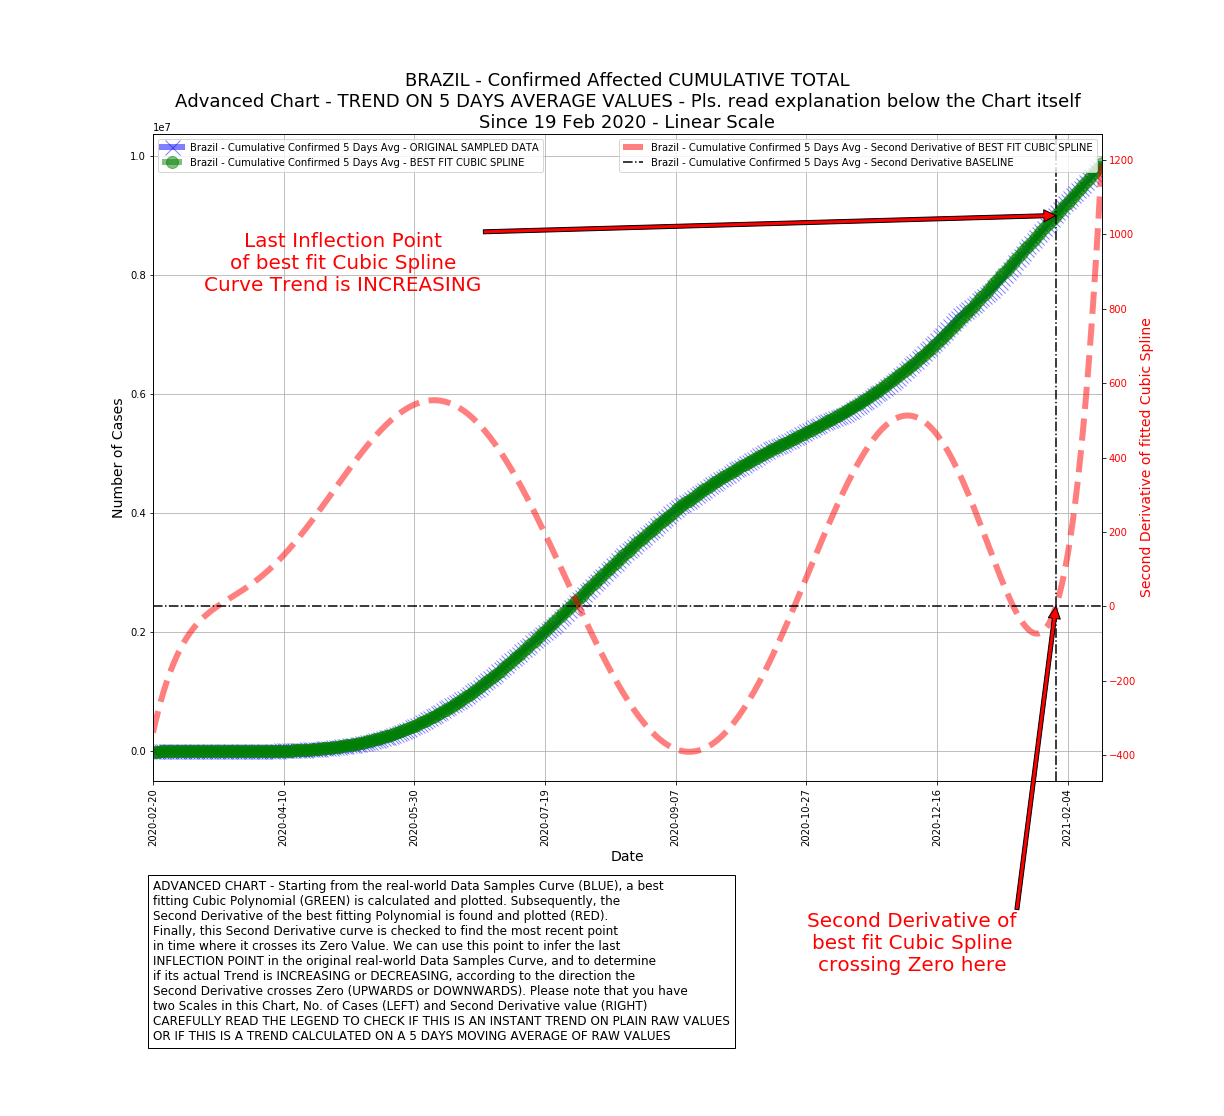 BRAZIL - Confirmed Affected CUMULATIVE TOTAL
Advanced Chart - TREND ON 5 DAYS AVERAGE VALUES - Pls. read explanation below the Chart itself
Since 19 Feb 2020 - Linear Scale
1e7
Brazil - Cumulative Confirmed 5 Days Avg - ORIGINAL SAMPLED DATA
Brazil - Cumulative Confirmed 5 Days Avg - BEST FIT CUBIC SPLINE
Brazil - Cumulative Confirmed 5 Days Avg - Second Derivative of BEST FIT CUBIC SPLINE
Brazil - Cumulative Confirmed 5 Days Avg - Second Derivative BASELINE
Last Inflection Point
of best fit Cubic Spline
Curve Trend is INCREASING
Number of Cases
1.0
0.8
0.6
0.4
0.2
0.0
1200
1000
800
600
400
200
0
−200
−400
Second Derivative of fitted Cubic Spline
2020-02-20
2020-04-10
2020-05-30
2020-07-19
2020-09-07
2020-10-27
2020-12-16
2021-02-04
Date
ADVANCED CHART - Starting from the real-world Data Samples Curve (BLUE), a best
fitting Cubic Polynomial (GREEN) is calculated and plotted. Subsequently, the
Second Derivative of the best fitting Polynomial is found and plotted (RED).
Finally, this Second Derivative curve is checked to find the most recent point
in time where it crosses its Zero Value. We can use this point to infer the last
INFLECTION POINT in the original real-world Data Samples Curve, and to determine
if its actual Trend is INCREASING or DECREASING, according to the direction the
Second Derivative crosses Zero (UPWARDS or DOWNWARDS). Please note that you have
two Scales in this Chart, No. of Cases (LEFT) and Second Derivative value (RIGHT)
CAREFULLY READ THE LEGEND TO CHECK IF THIS IS AN INSTANT TREND ON PLAIN RAW VALUES
OR IF THIS IS A TREND CALCULATED ON A 5 DAYS MOVING AVERAGE OF RAW VALUES
Second Derivative of
best fit Cubic Spline
crossing Zero here